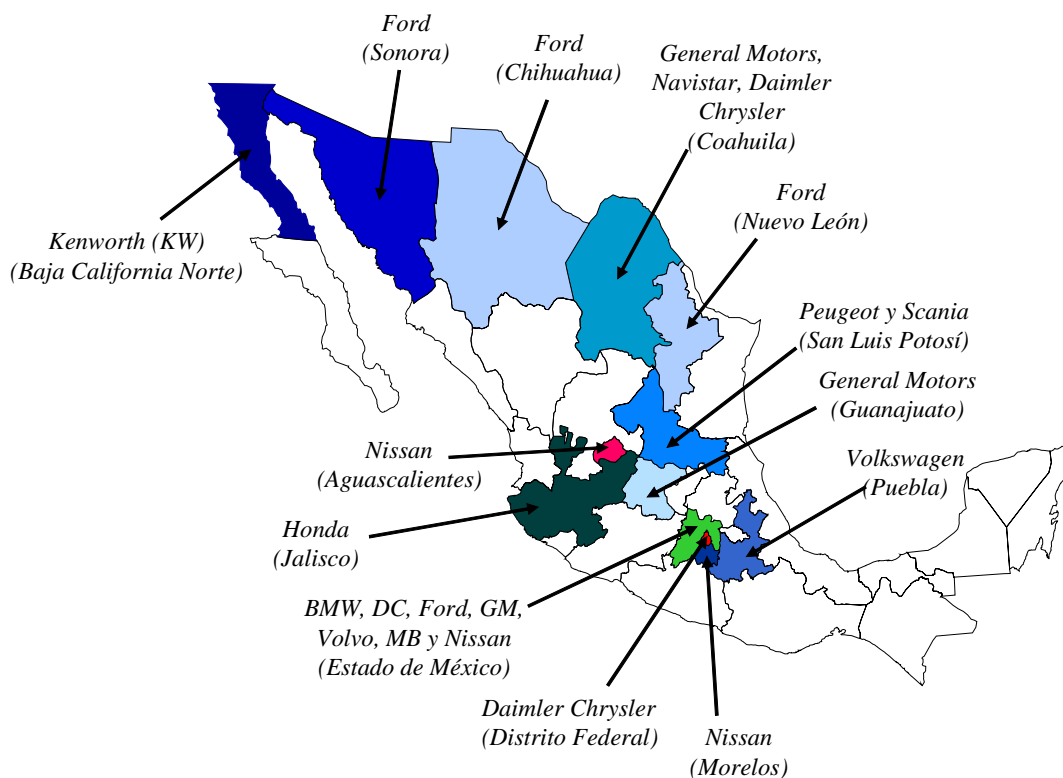 Ford
(Sonora)
Ford
(Chihuahua)
General Motors,
Navistar, Daimler
Chrysler
(Coahuila)
Ford
(Nuevo León)
Kenworth (KW)
(Baja California Norte)
Peugeot y Scania
(San Luis Potosí)
General Motors
(Guanajuato)
Nissan
(Aguascalientes)
Volkswagen
(Puebla)
Honda
(Jalisco)
BMW, DC, Ford, GM,
Volvo, MB y Nissan
(Estado de México)
Daimler Chrysler
(Distrito Federal)
Nissan
(Morelos)